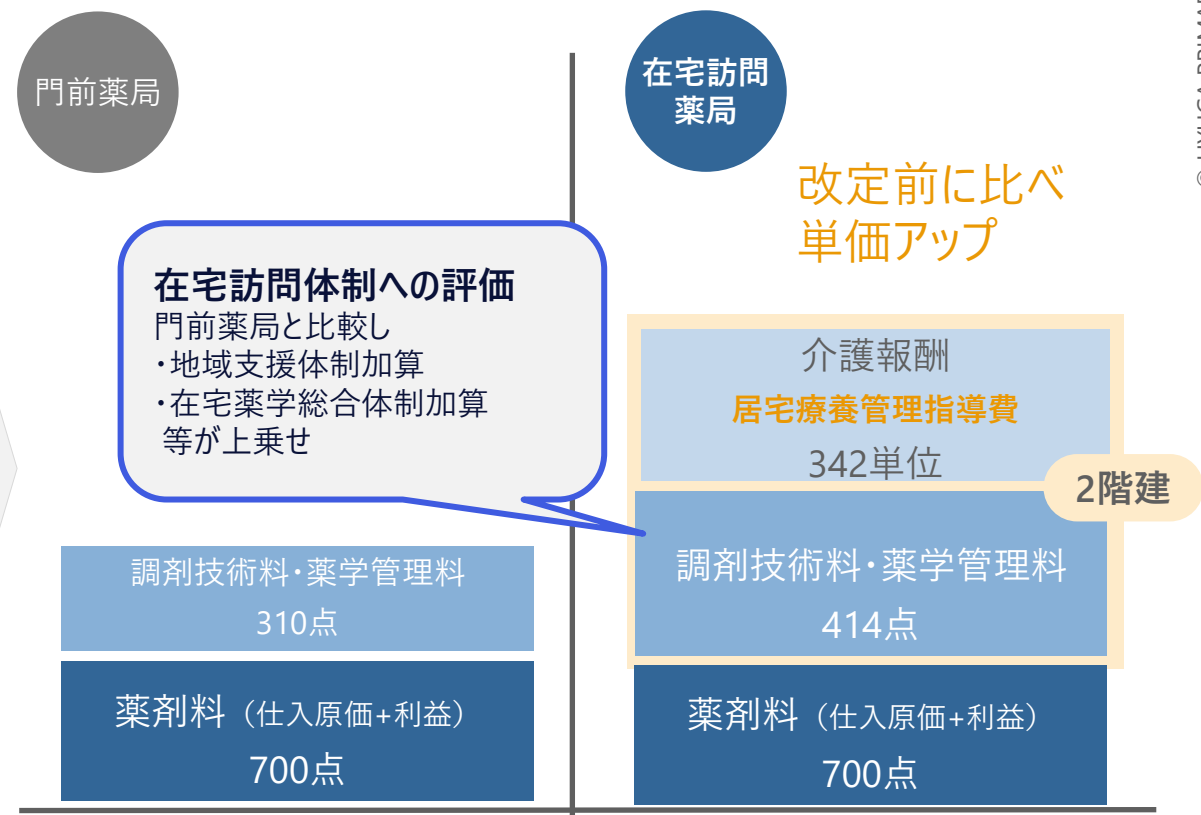 門前薬局
在宅訪問
薬局
改定前に比べ
単価アップ
在宅訪問体制への評価
門前薬局と比較し
・地域支援体制加算
・在宅薬学総合体制加算
等が上乗せ
介護報酬
居宅療養管理指導費
342単位
2階建
調剤技術料・薬学管理料
310点
調剤技術料・薬学管理料
414点
薬剤料（仕入原価+利益）
700点
薬剤料（仕入原価+利益）
700点